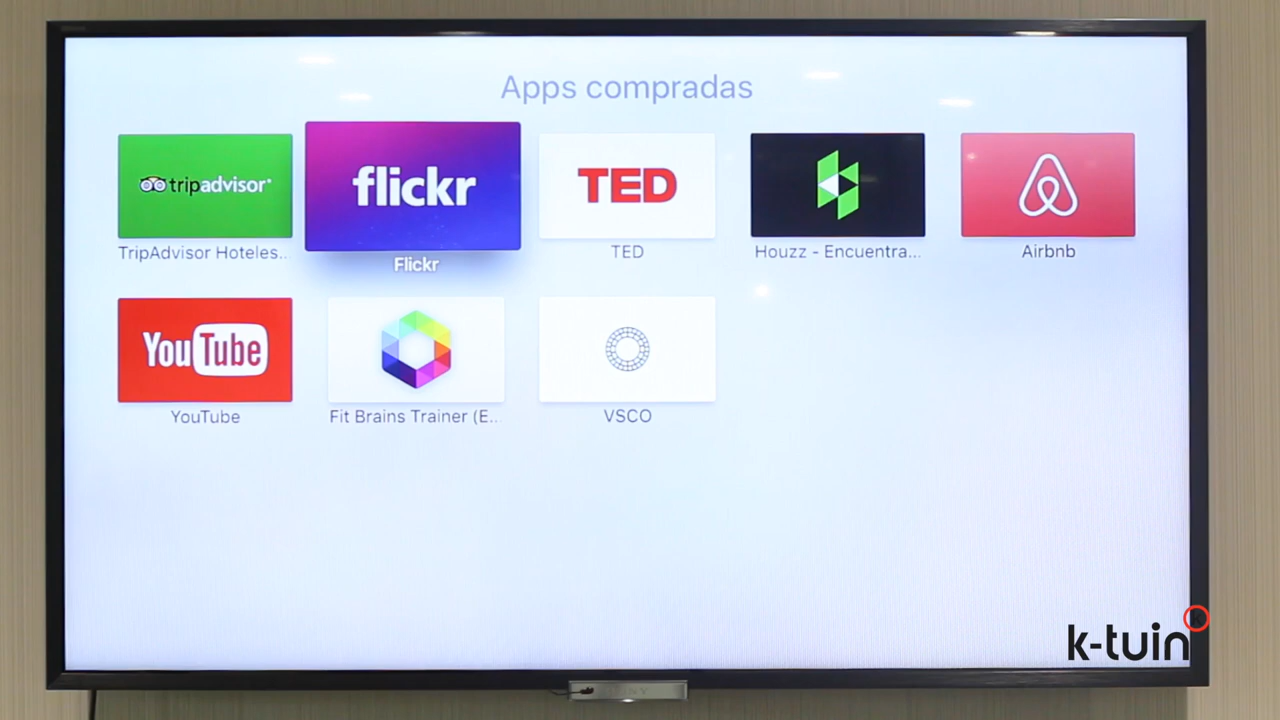 Apps compradas
tripadvisor
flickr
TED
TripAdvisor Hoteles..
Flickr
TED
Houzz - Encuentra...
Airbnb
YouTube
YouTube
Fit Brains Trainer (E...
VSCO
k-tuin
k
SONY